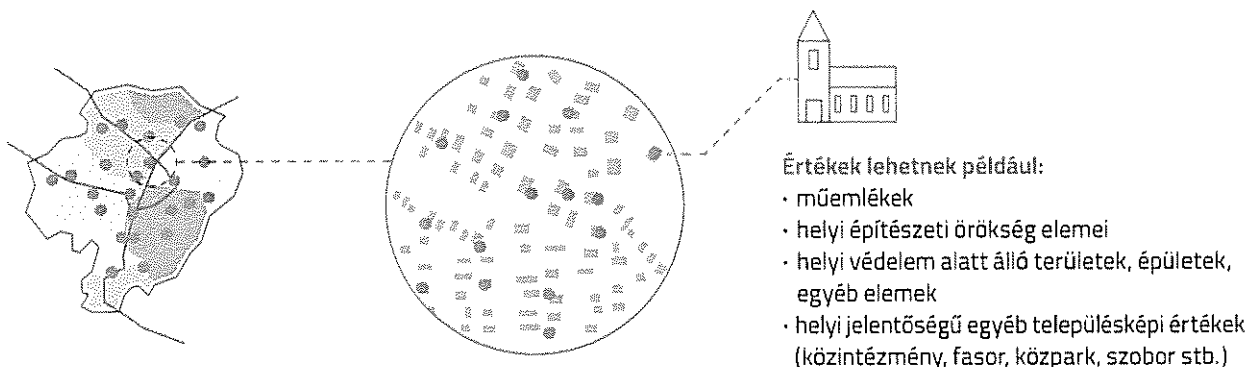 Értékek lehetnek például:
• műemlékek
• helyi építészeti örökség elemei
• helyi védelem alatt álló területek, épületek,
egyéb elemek
• helyi jelentőségű egyéb településképi értékek
(közintézmény, fasor, közpark, szobor stb.)